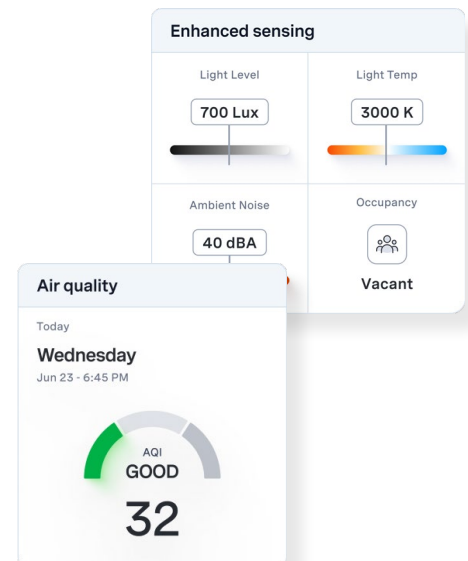 Enhanced sensing
Light Level
700 Lux
Light Temp
3000 K
Ambient Noise
40 dBA
Occupancy
Vacant
Air quality
Today
Wednesday
Jun 23 - 6:45 PM
AQI
GOOD
32